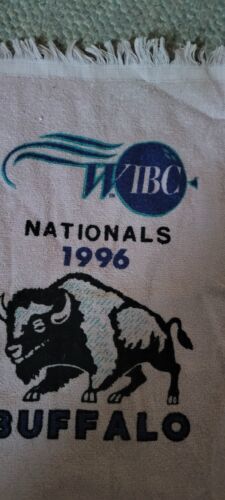 WIBC
NATIONALS
1996
BUFFALO